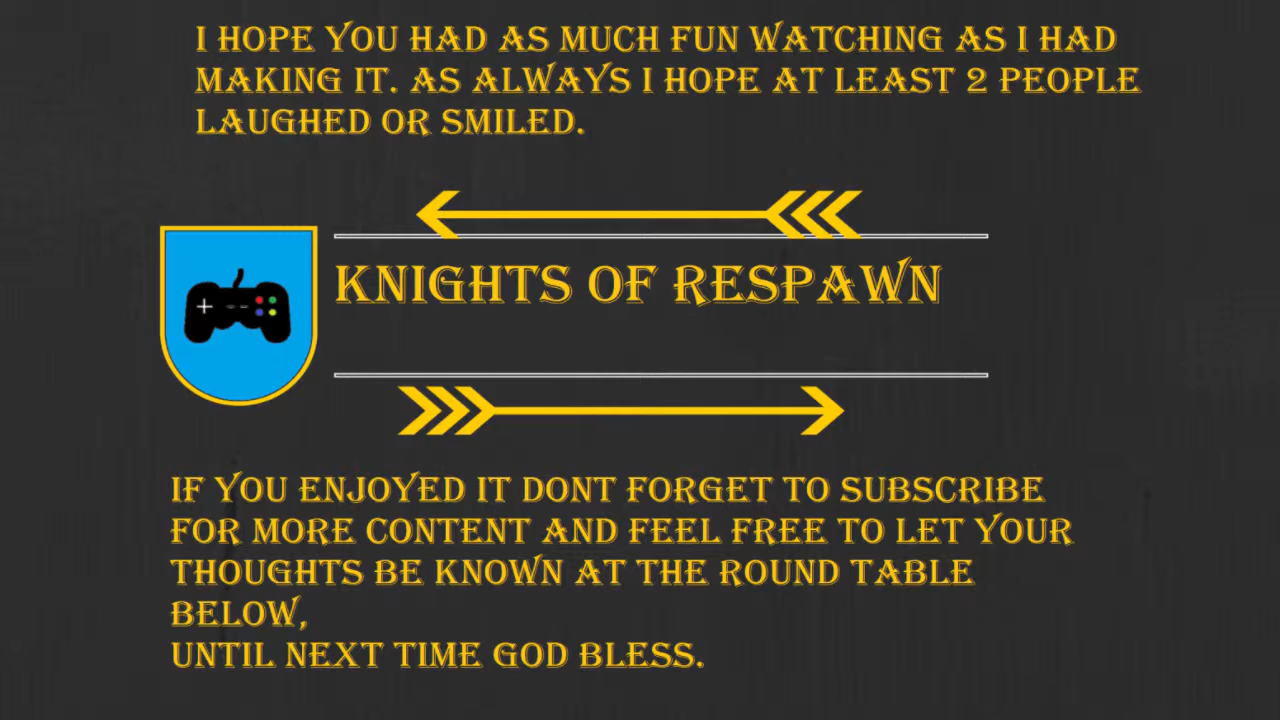 I HOPE YOU HAD AS MUCH FUN WATCHING AS I HAD
MAKING IT. AS ALWAYS I HOPE AT LEAST 2 PEOPLE
LAUGHED OR SMILED.
KNIGHTS OF RESPAWN
IF YOU ENJOYED IT DONT FORGET TO SUBSCRIBE
FOR MORE CONTENT AND FEEL FREE TO LET YOUR
THOUGHTS BE KNOWN AT THE ROUND TABLE
BELOW,
UNTIL NEXT TIME GOD BLESS.